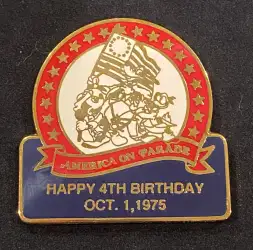 AMERICA ON PARADE
HAPPY 4TH BIRTHDAY
OCT. 1,1975